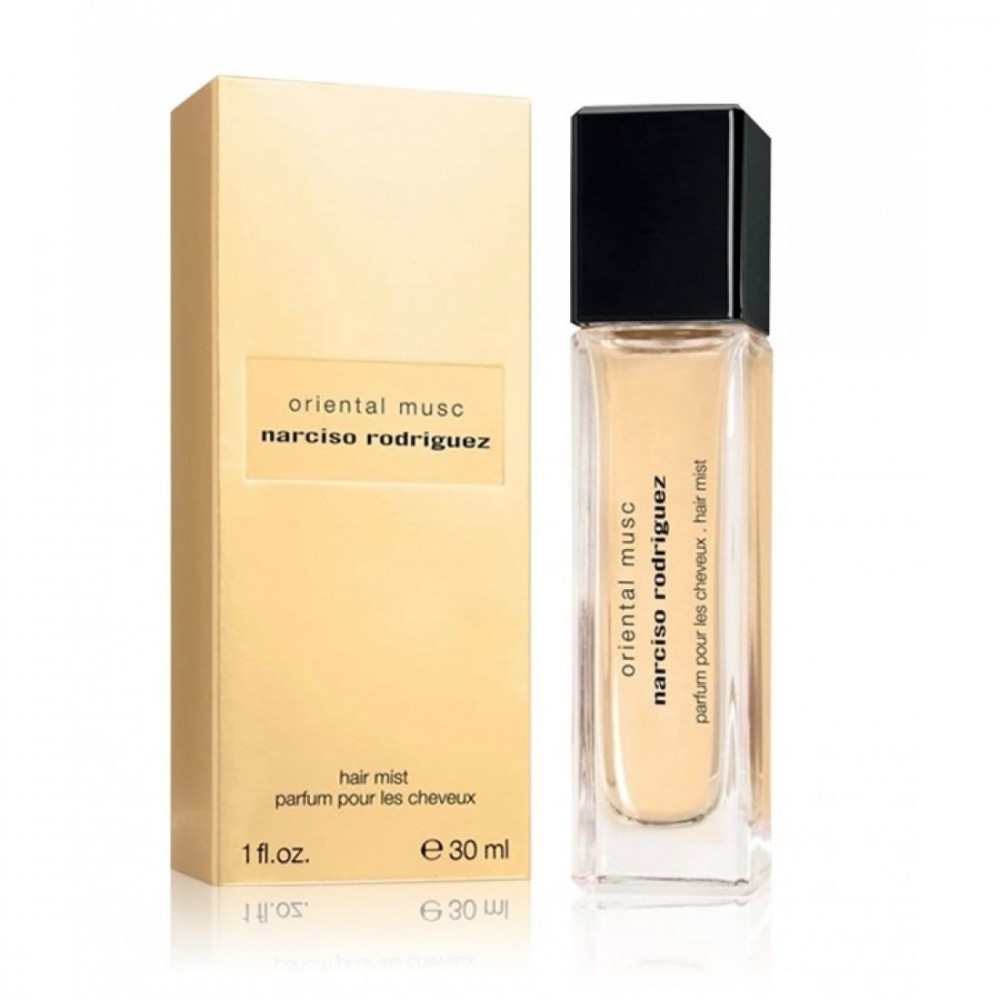 oriental musc
narciso rodriguez
hair mist
parfum pour les cheveux
1 fl.oz.
e 30 ml
oriental musc
narciso rodriguez
parfum pour les cheveux . hair mist